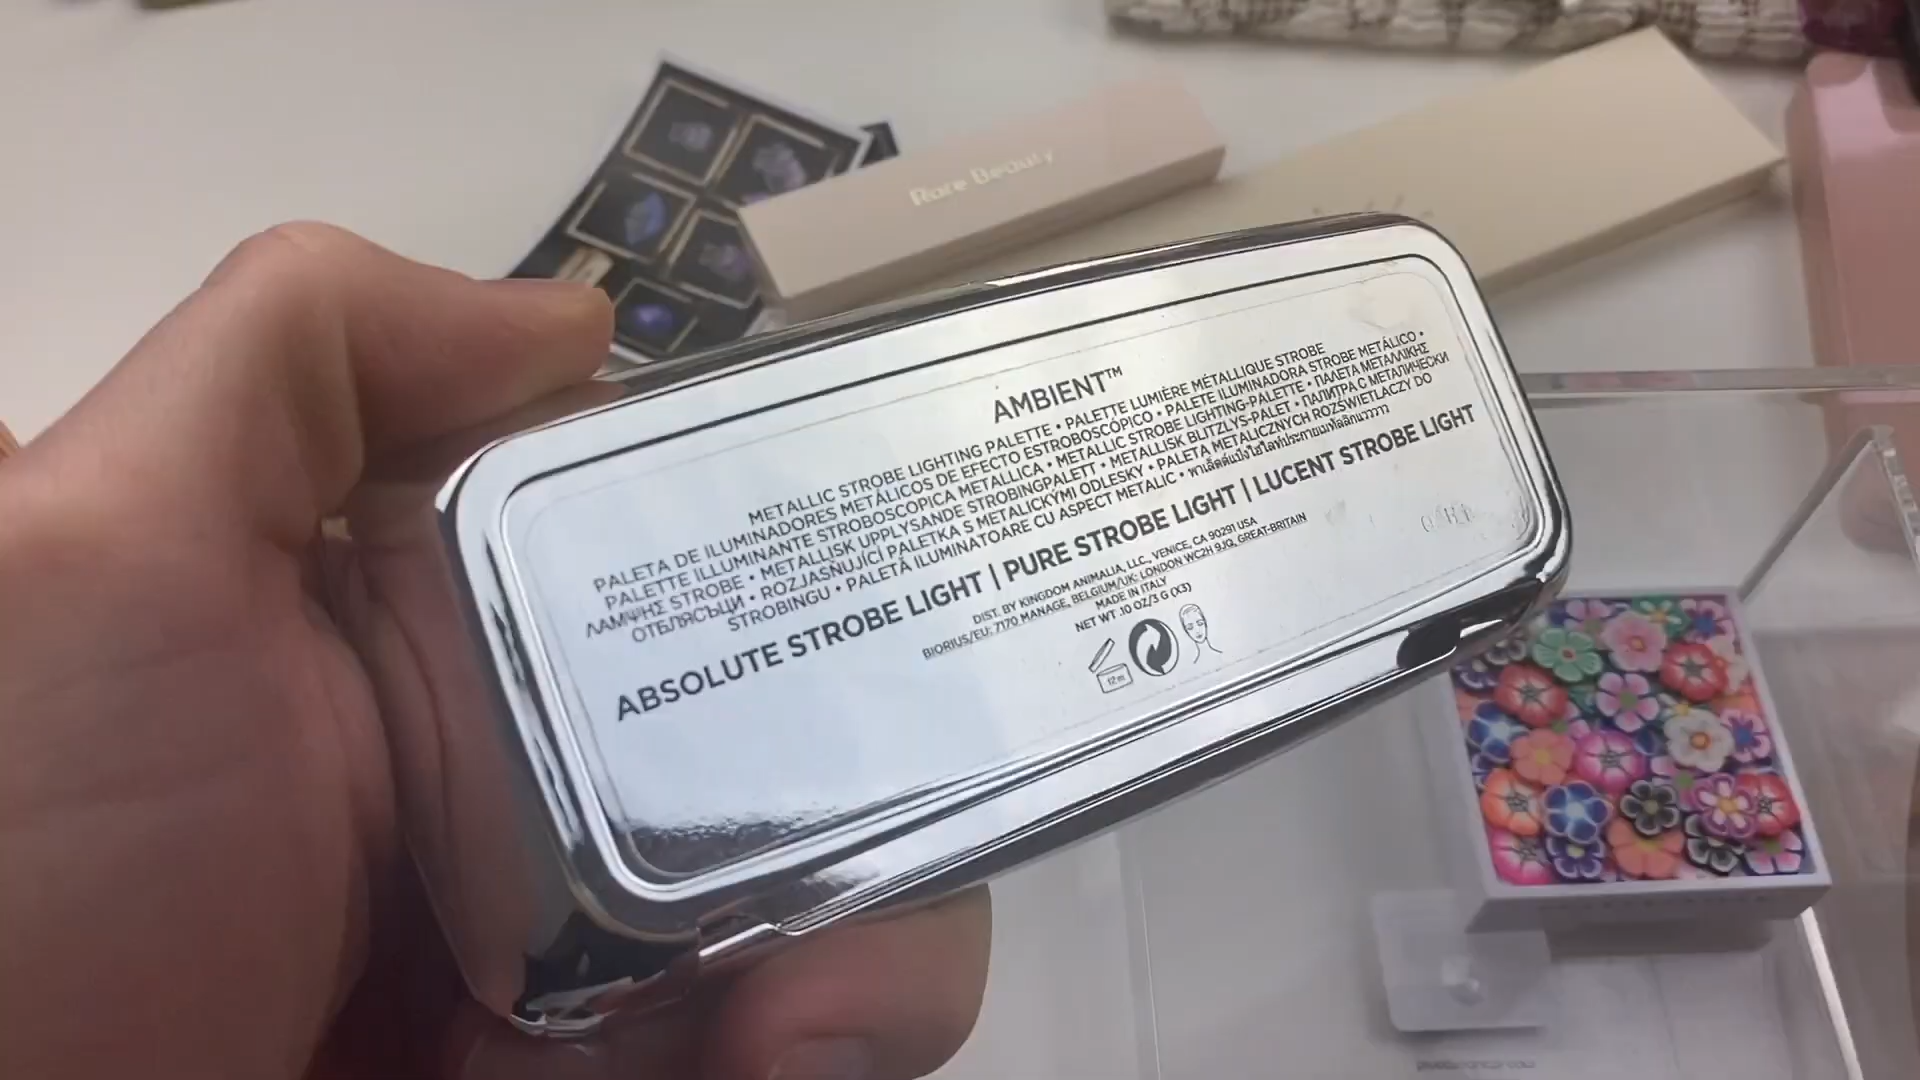 Rare Beauty
AMBIENT™
METALLIC STROBE LIGHTING PALETTE • PALETTE LUMIÈRE MÉTALLIQUE STROBE
PALETA DE ILUMINADORES METÁLICOS DE EFECTO ESTROBOSCÓPICO • PALETE ILUMINADORA STROBE METÁLICO •
PALETTE ILLUMINANTE STROBOSCOPICA METALLICA • METALLIC STROBE LIGHTING-PALETTE • ΠΑΛΕΤΑ ΜΕΤΑΛΛΙΚΗΣ
ΛΑΜΨΗΣ STROBE • METALLISK UPPLYSANDE STROBINGPALETT • METALLISK BLITZLYS-PALET • ПАЛИТРА С МЕТАЛИЧЕСКИ
ОТБЛЯСЪЦИ • ROZJASŇUJÍCÍ PALETKA S METALICKÝMI ODLESKY • PALETA METALICZNYCH ROZŚWIETLACZY DO
STROBINGU • PALETĂ ILUMINATOARE CU ASPECT METALIC •
ABSOLUTE STROBE LIGHT | PURE STROBE LIGHT | LUCENT STROBE LIGHT
DIST. BY KINGDOM ANIMALIA, LLC., VENICE, CA 90291 USA
BIORIUS/EU: 7170 MANAGE, BELGIUM/UK: LONDON WC2H 9JQ, GREAT-BRITAIN
MADE IN ITALY
NET WT .10 OZ/3 G (X3)
12m